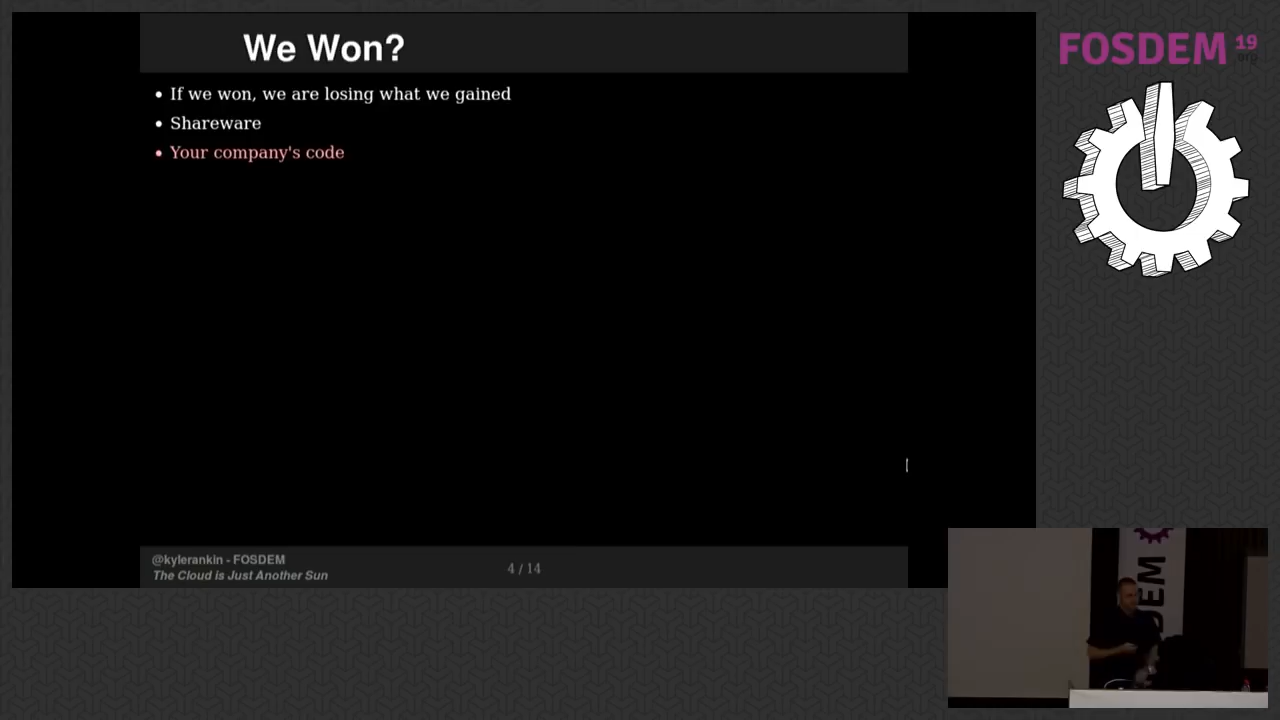 We Won?
If we won, we are losing what we gained
Shareware
Your company's code
@kylerankin - FOSDEM
The Cloud is Just Another Sun
4 / 14
FOSDEM 19
.org
DEM